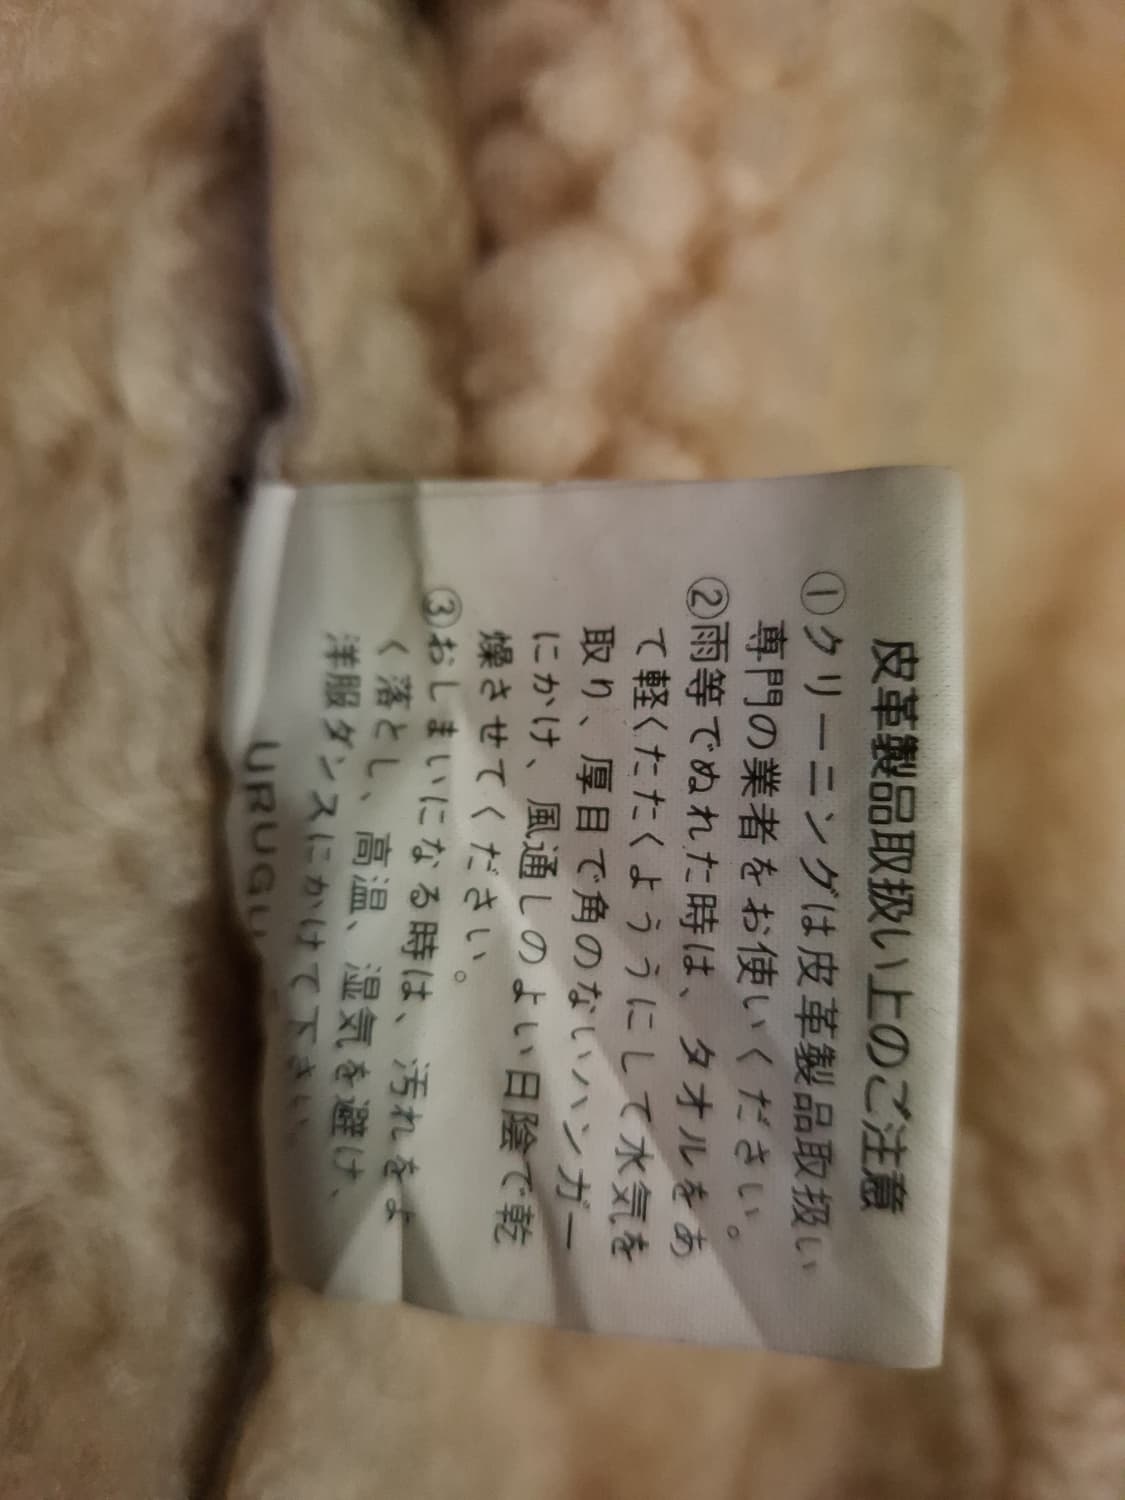 皮革製品取扱い上のご注意
①クリーニングは皮革製品取扱い
専門の業者をお使いください。
②雨等でぬれた時は、タオルをあ
て軽くたたくよううにして水気を
取り、厚目で角のないハンガー
にかけ、風通しのよい日陰で乾
燥させてください。
③おしまいになる時は、汚れをよ
く落とし、高温、湿気を避け、
洋服ダンスにかけて下さい。